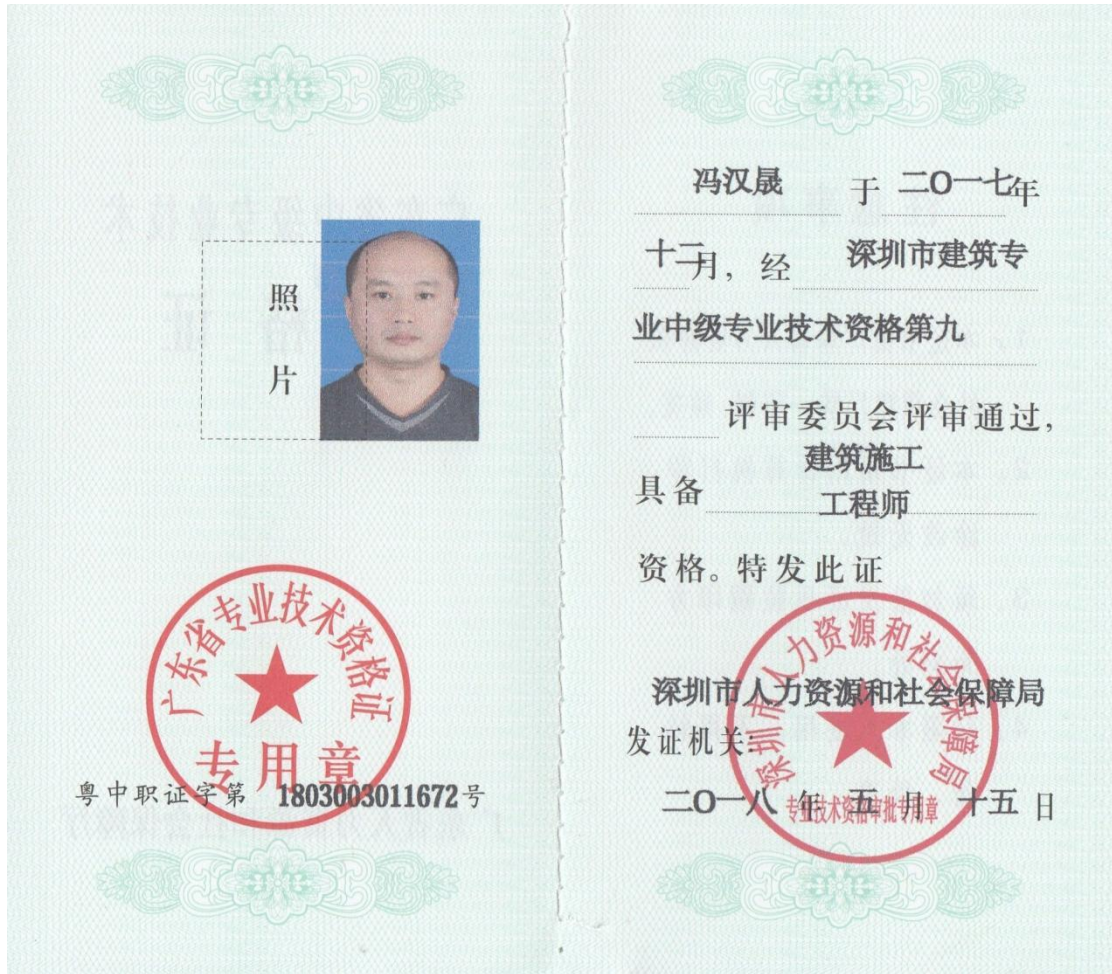 照
片
广东省专业技术资格证
专用章
粤中职证字第 1803003011672号
冯汉晟 于 二〇一七年
十二月，经 深圳市建筑专
业中级专业技术资格第九
评审委员会评审通过，
建筑施工
具备 工程师
资格。特发此证
深圳市人力资源和社会保障局
深圳市人力资源和社会保障局
发证机关：
二〇一八 年 五 月 十五 日
专业技术资格审批专用章